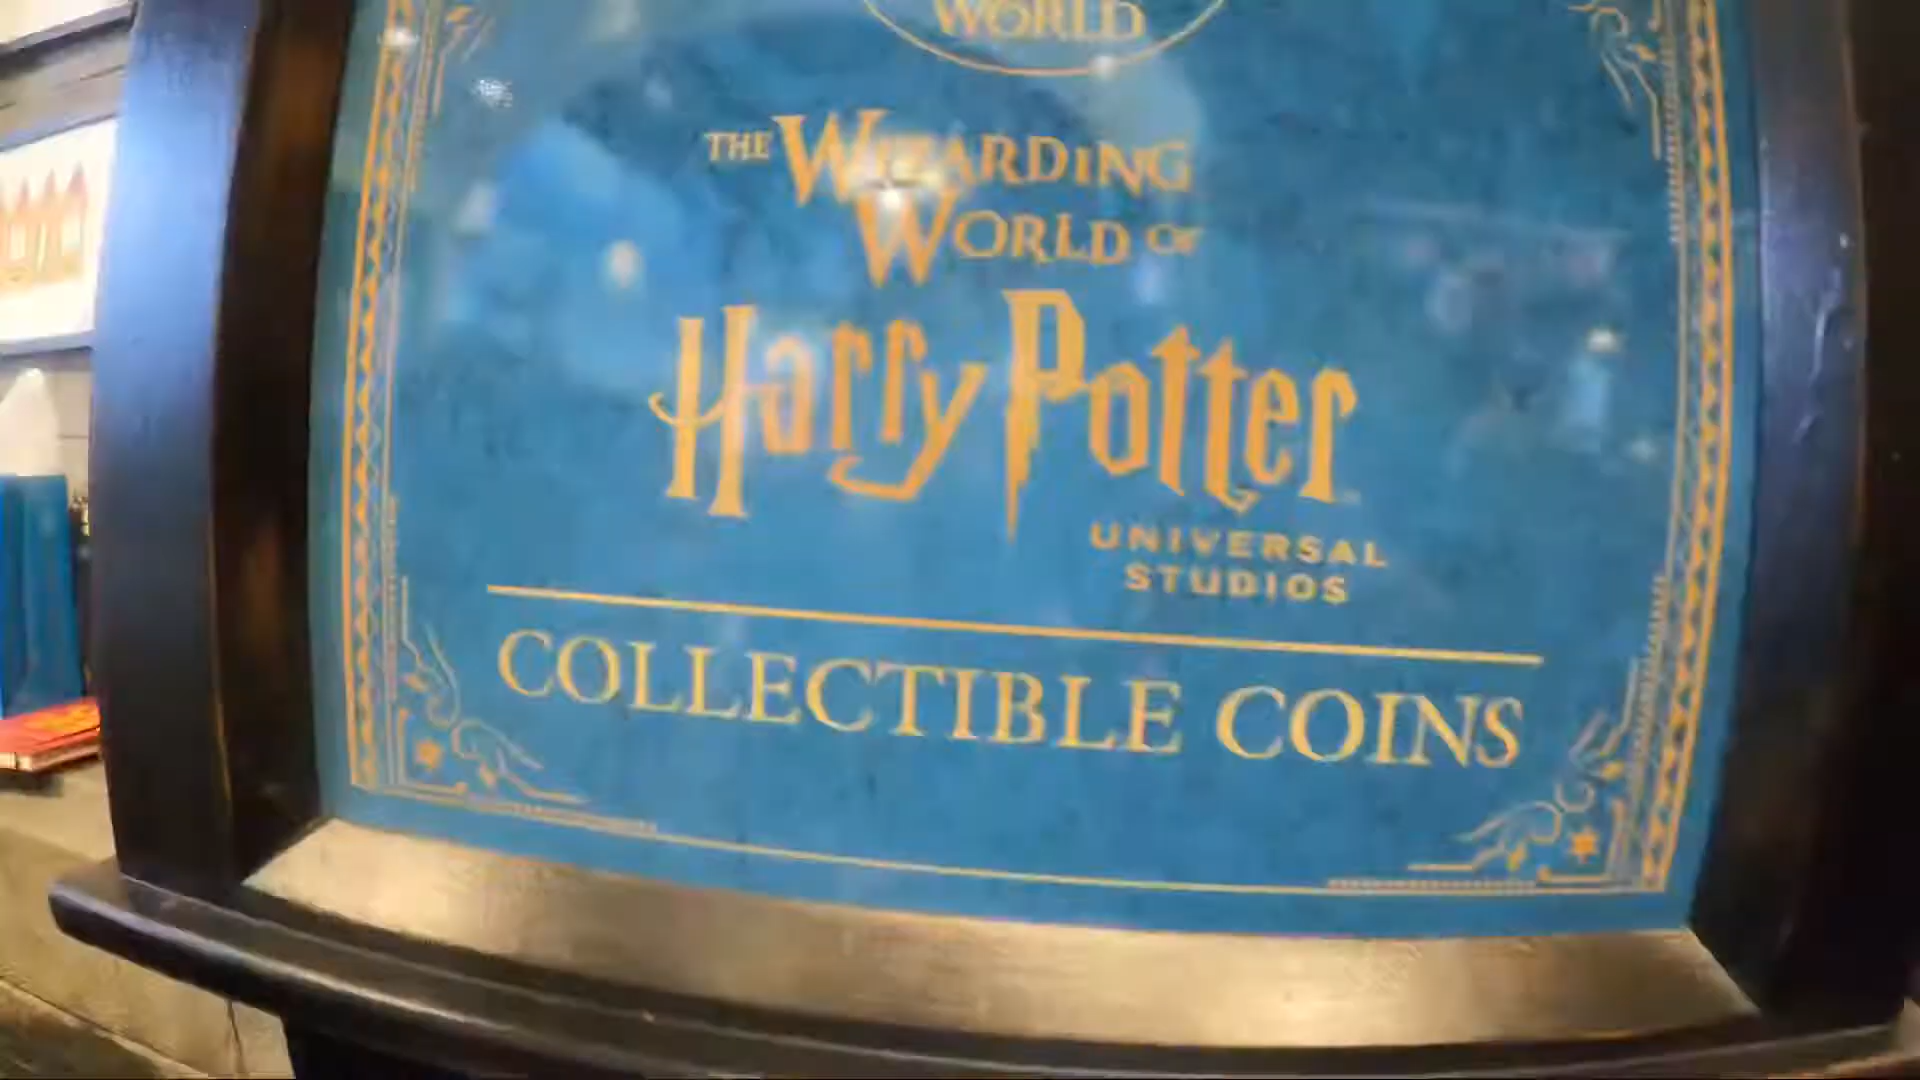 WORLD
THE WIZARDING
WORLD OF
Harry Potter
UNIVERSAL
STUDIOS
COLLECTIBLE COINS